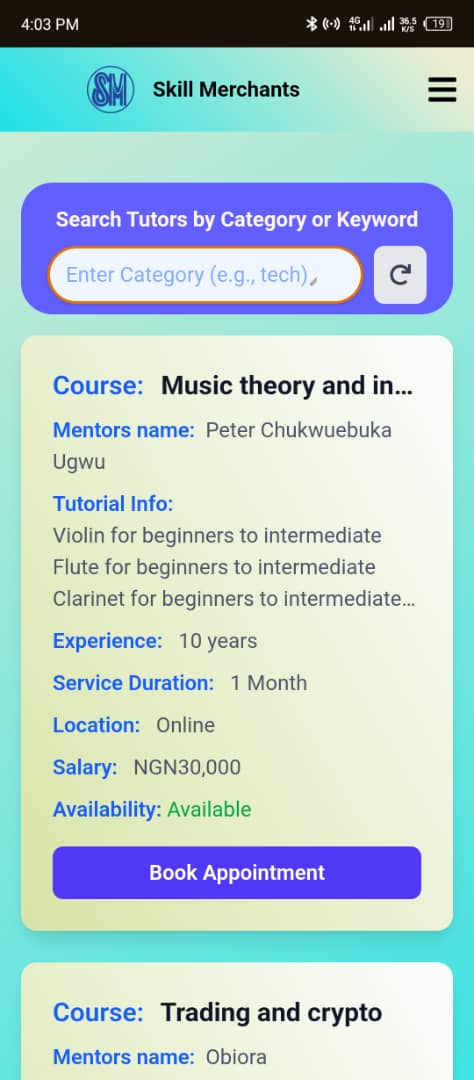 4:03 PM 4G 36.5 K/S 19
SM Skill Merchants
Search Tutors by Category or Keyword
Enter Category (e.g., tech)
Course: Music theory and in...
Mentors name: Peter Chukwuebuka
Ugwu
Tutorial Info:
Violin for beginners to intermediate
Flute for beginners to intermediate
Clarinet for beginners to intermediate...
Experience: 10 years
Service Duration: 1 Month
Location: Online
Salary: NGN30,000
Availability: Available
Book Appointment
Course: Trading and crypto
Mentors name: Obiora